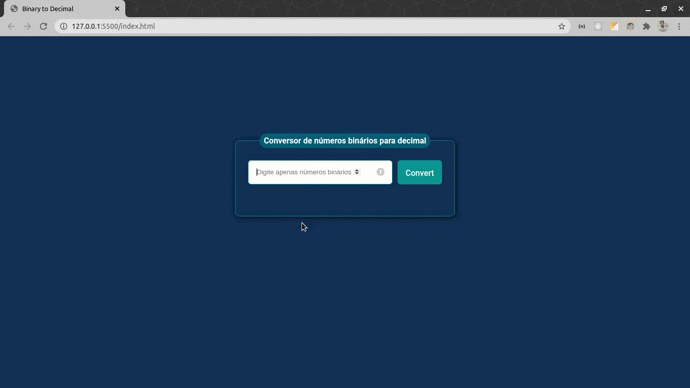 Binary to Decimal
127.0.0.1:5500/index.html
Conversor de números binários para decimal
Digite apenas números binários
Convert